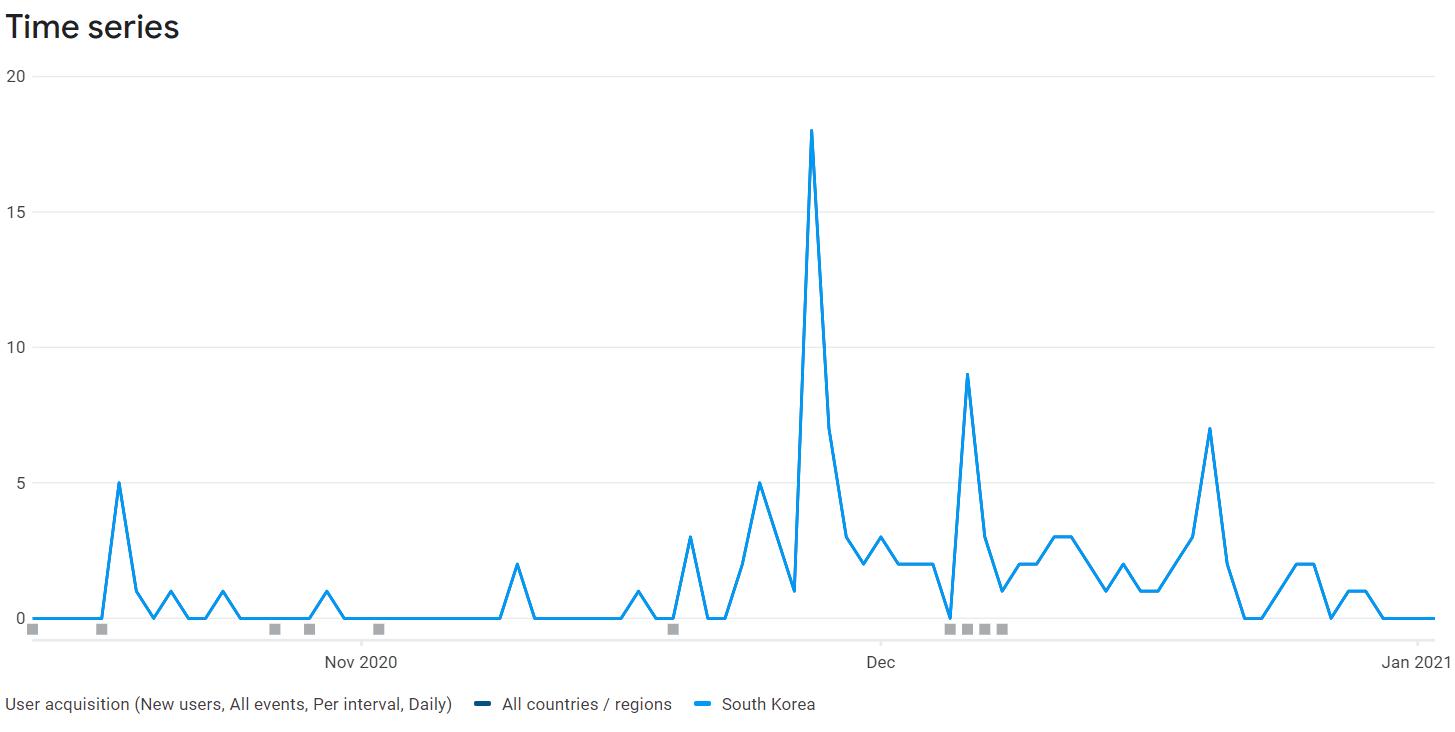 Time series
20
15
10
5
0
Nov 2020 Dec Jan 2021
User acquisition (New users, All events, Per interval, Daily) All countries / regions South Korea